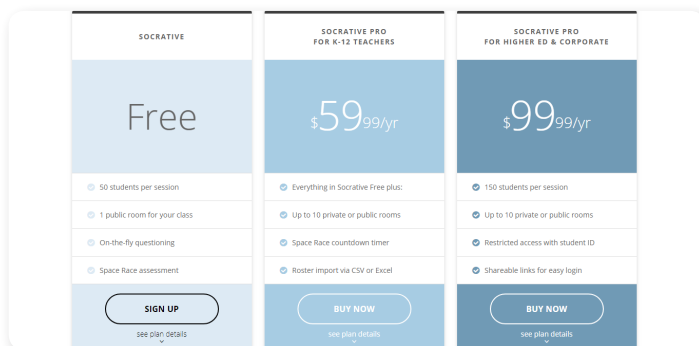 SOCRATIVE
Free
50 students per session
1 public room for your class
On-the-fly questioning
Space Race assessment
SIGN UP
see plan details
SOCRATIVE PRO
FOR K-12 TEACHERS
$5999/yr
Everything in Socrative Free plus:
Up to 10 private or public rooms
Space Race countdown timer
Roster import via CSV or Excel
BUY NOW
see plan details
SOCRATIVE PRO
FOR HIGHER ED & CORPORATE
$9999/yr
150 students per session
Up to 10 private or public rooms
Restricted access with student ID
Shareable links for easy login
BUY NOW
see plan details